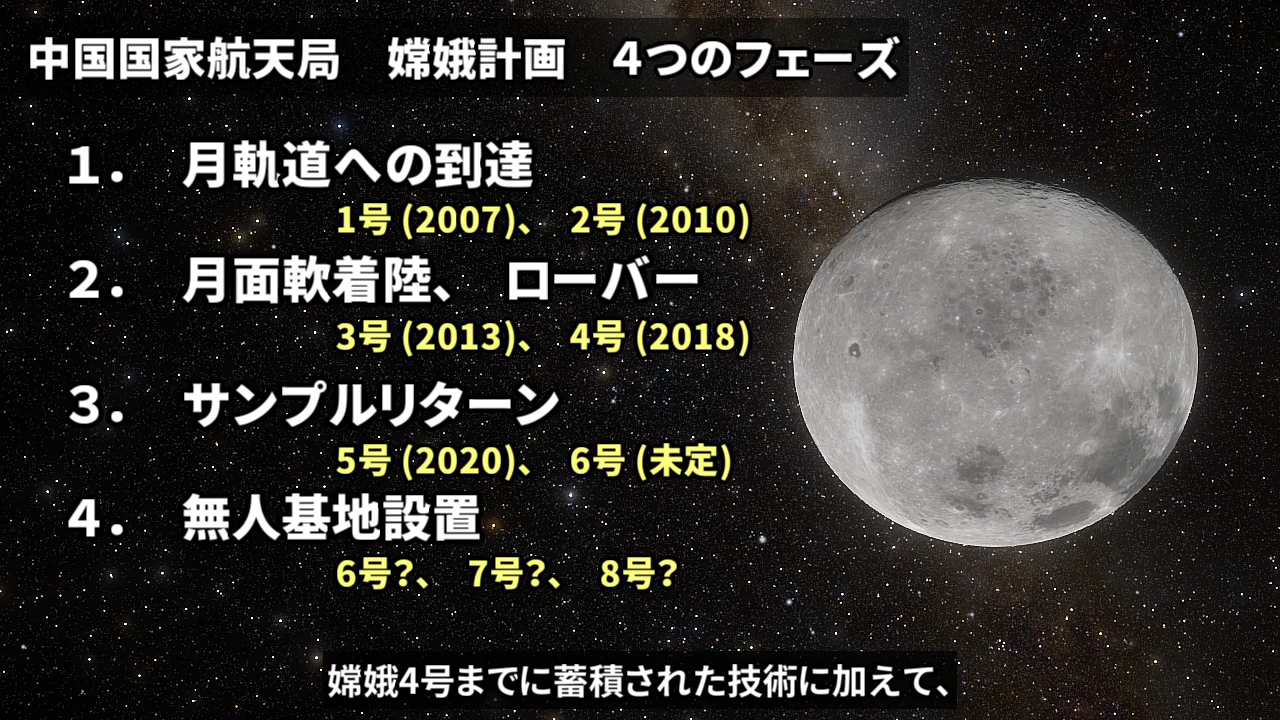 中国国家航天局　嫦娥計画　４つのフェーズ
１．　月軌道への到達
1号 (2007)、　2号 (2010)
２．　月面軟着陸、　ローバー
3号 (2013)、　4号 (2018)
３．　サンプルリターン
5号 (2020)、　6号 (未定)
４．　無人基地設置
6号？、　7号？、　8号？
嫦娥4号までに蓄積された技術に加えて、